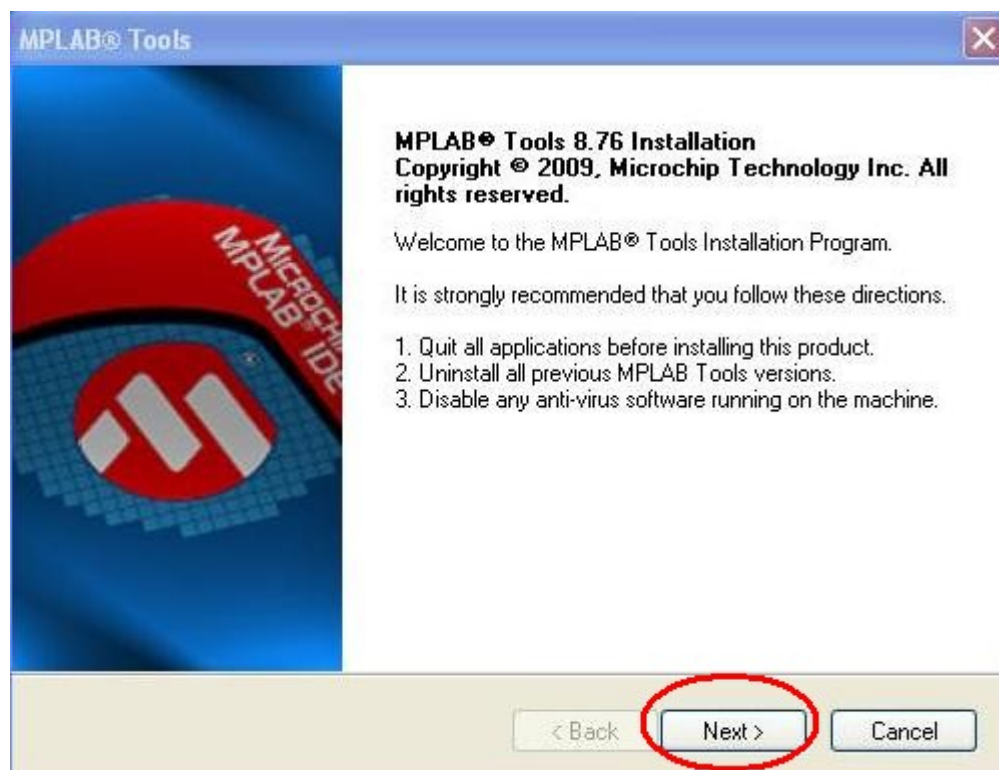 MPLAB® Tools
MPLAB® Tools 8.76 Installation
Copyright © 2009, Microchip Technology Inc. All
rights reserved.
Welcome to the MPLAB® Tools Installation Program.
It is strongly recommended that you follow these directions.
1. Quit all applications before installing this product.
2. Uninstall all previous MPLAB Tools versions.
3. Disable any anti-virus software running on the machine.
MICROCHIP
MPLAB® IDE
< Back
Next >
Cancel